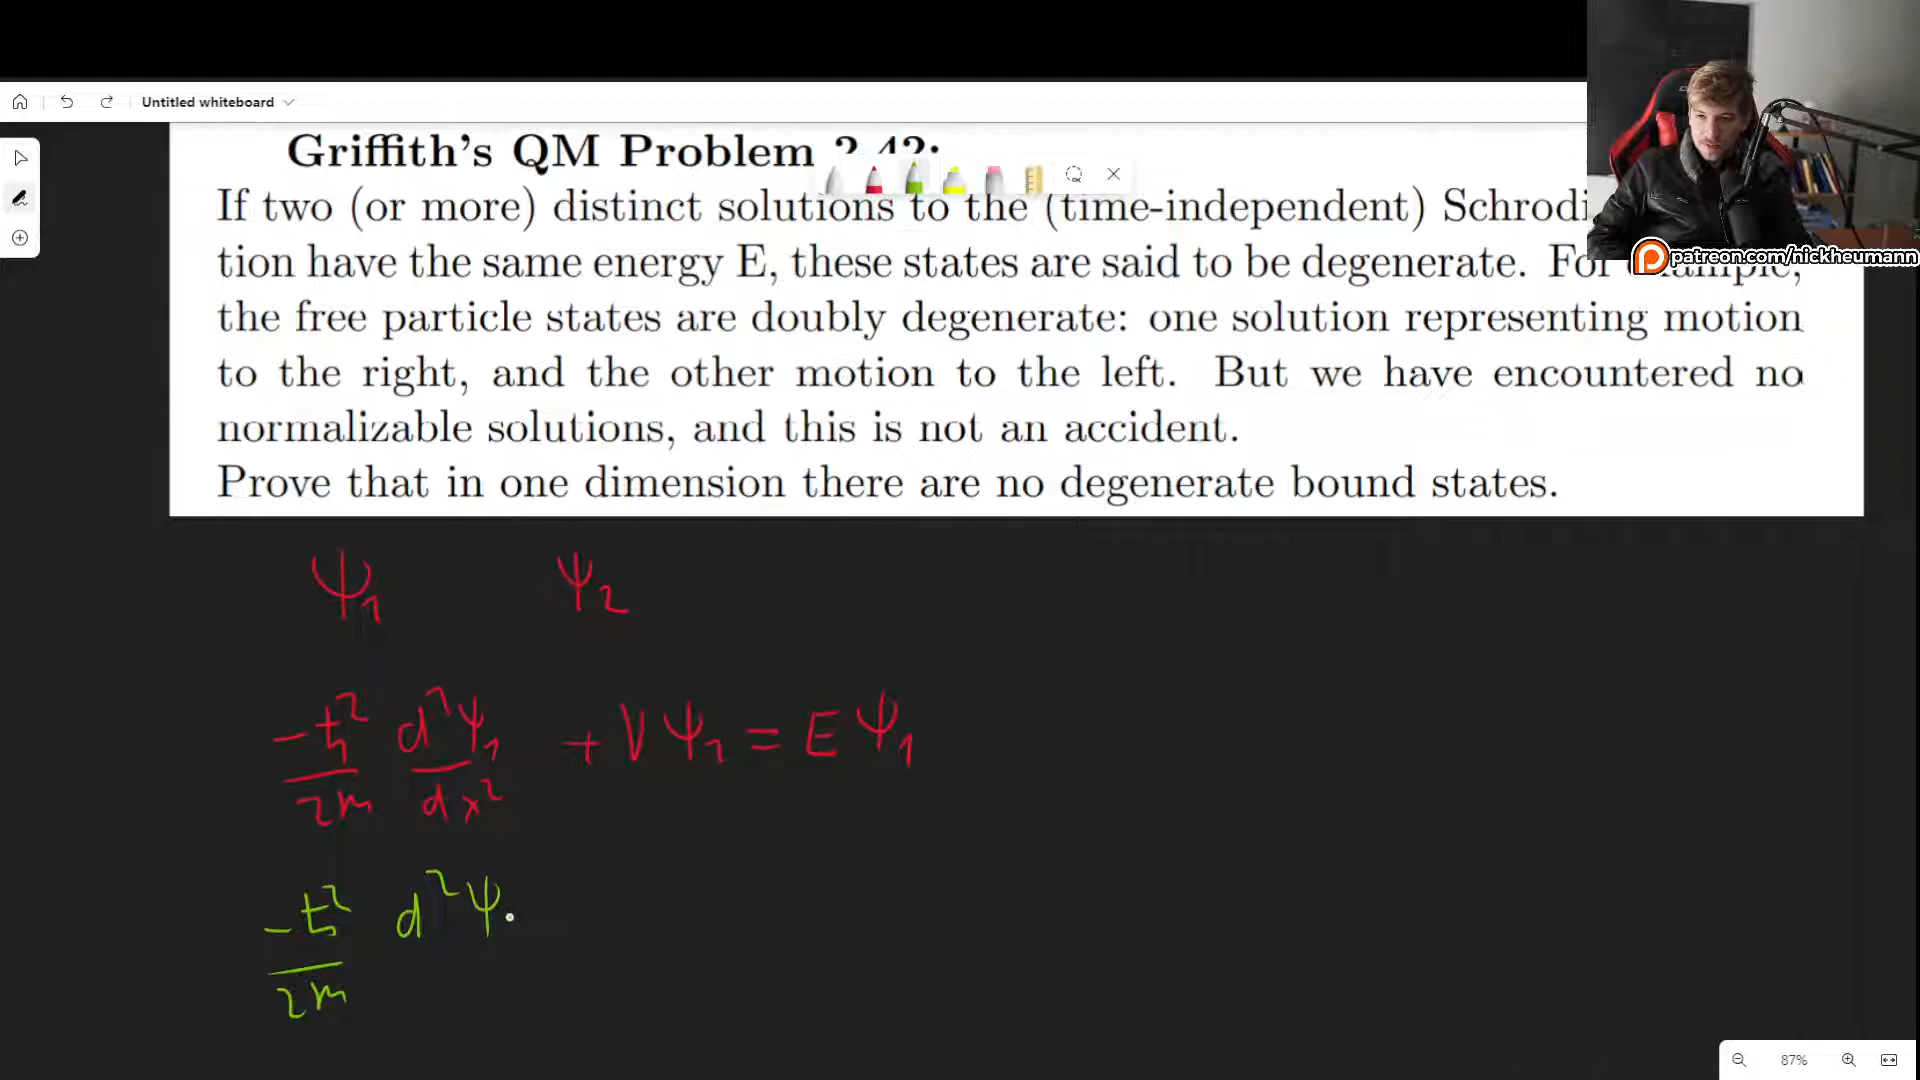 Untitled whiteboard
Griffith's QM Problem 2.42:
If two (or more) distinct solutions to the (time-independent) Schrodi
tion have the same energy E, these states are said to be degenerate. For example,
patreon.com/nickheumann
the free particle states are doubly degenerate: one solution representing motion
to the right, and the other motion to the left. But we have encountered no
normalizable solutions, and this is not an accident.
Prove that in one dimension there are no degenerate bound states.
Ψ₁ Ψ₂
-ħ²/2m d²Ψ₁/dx² + VΨ₁ = EΨ₁
-ħ²/2m d²Ψ
87%